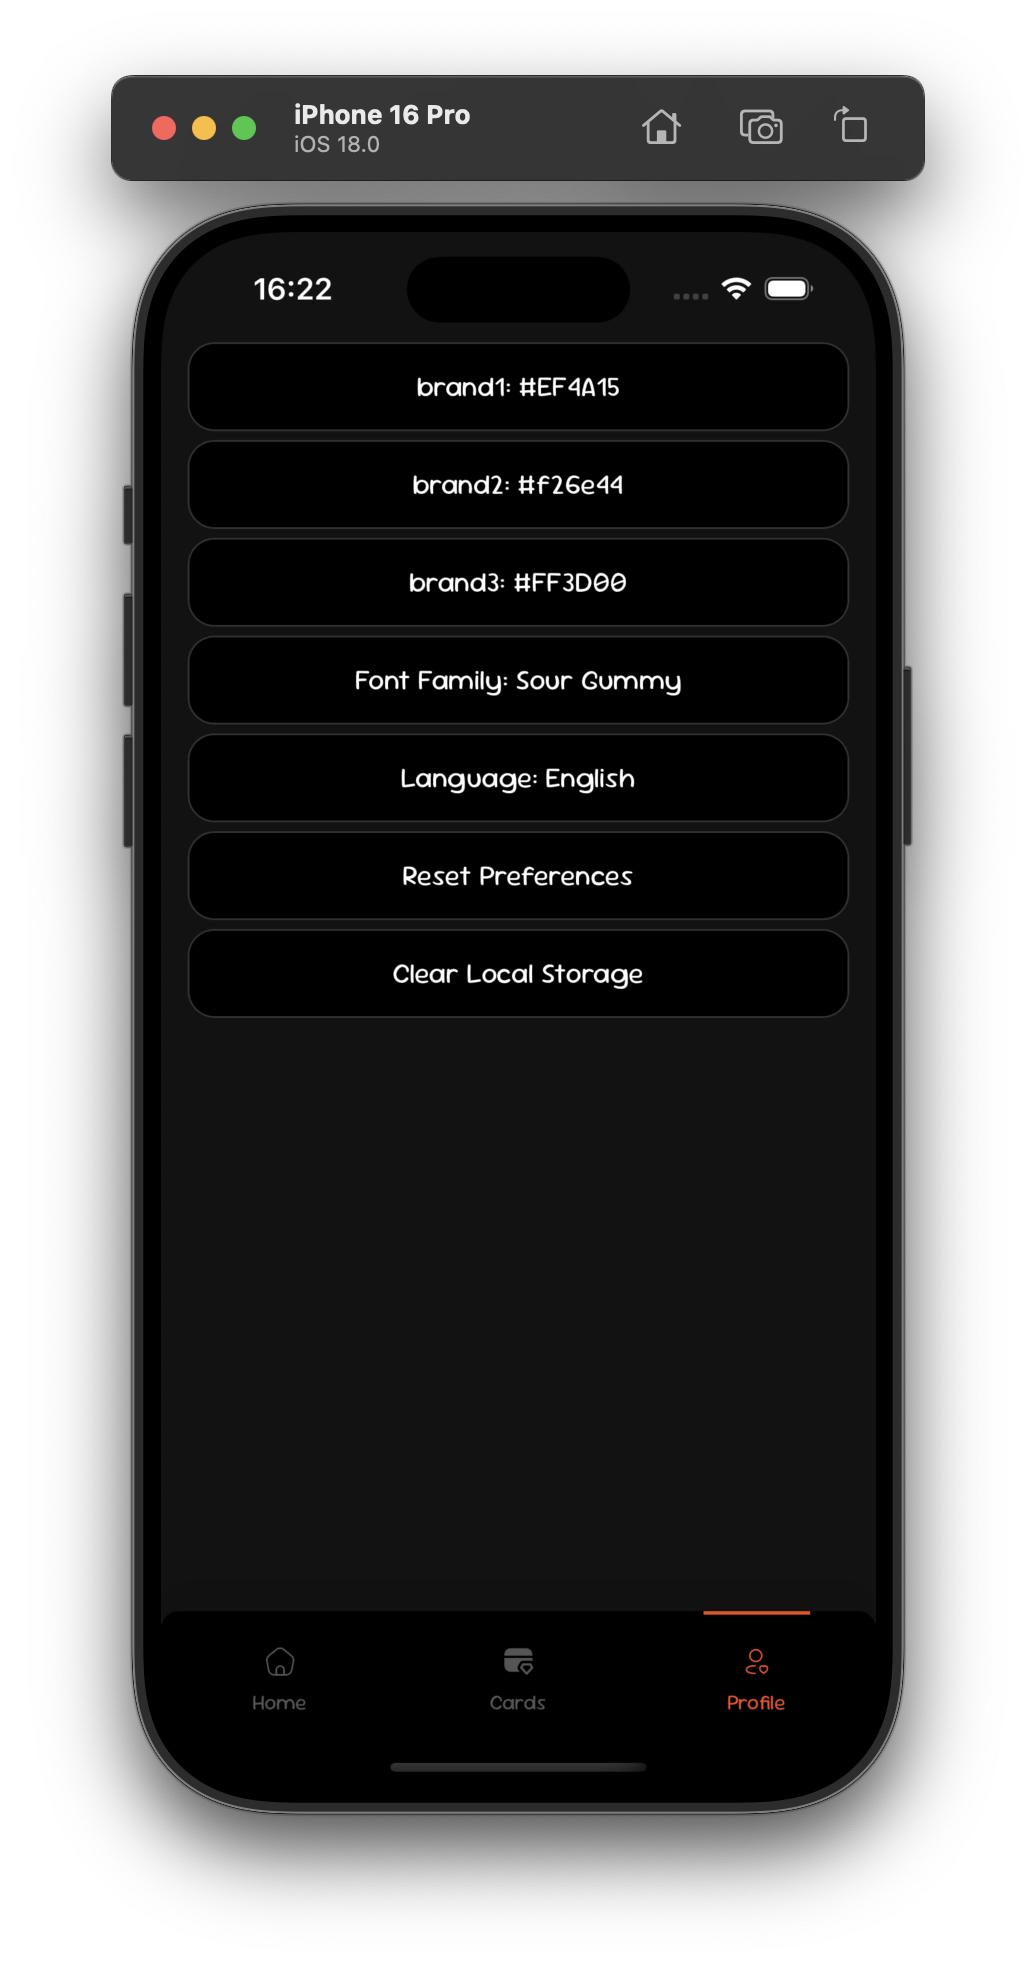 iPhone 16 Pro
iOS 18.0
16:22
brand1: #EF4A15
brand2: #f26e44
brand3: #FF3D00
Font Family: Sour Gummy
Language: English
Reset Preferences
Clear Local Storage
Home
Cards
Profile